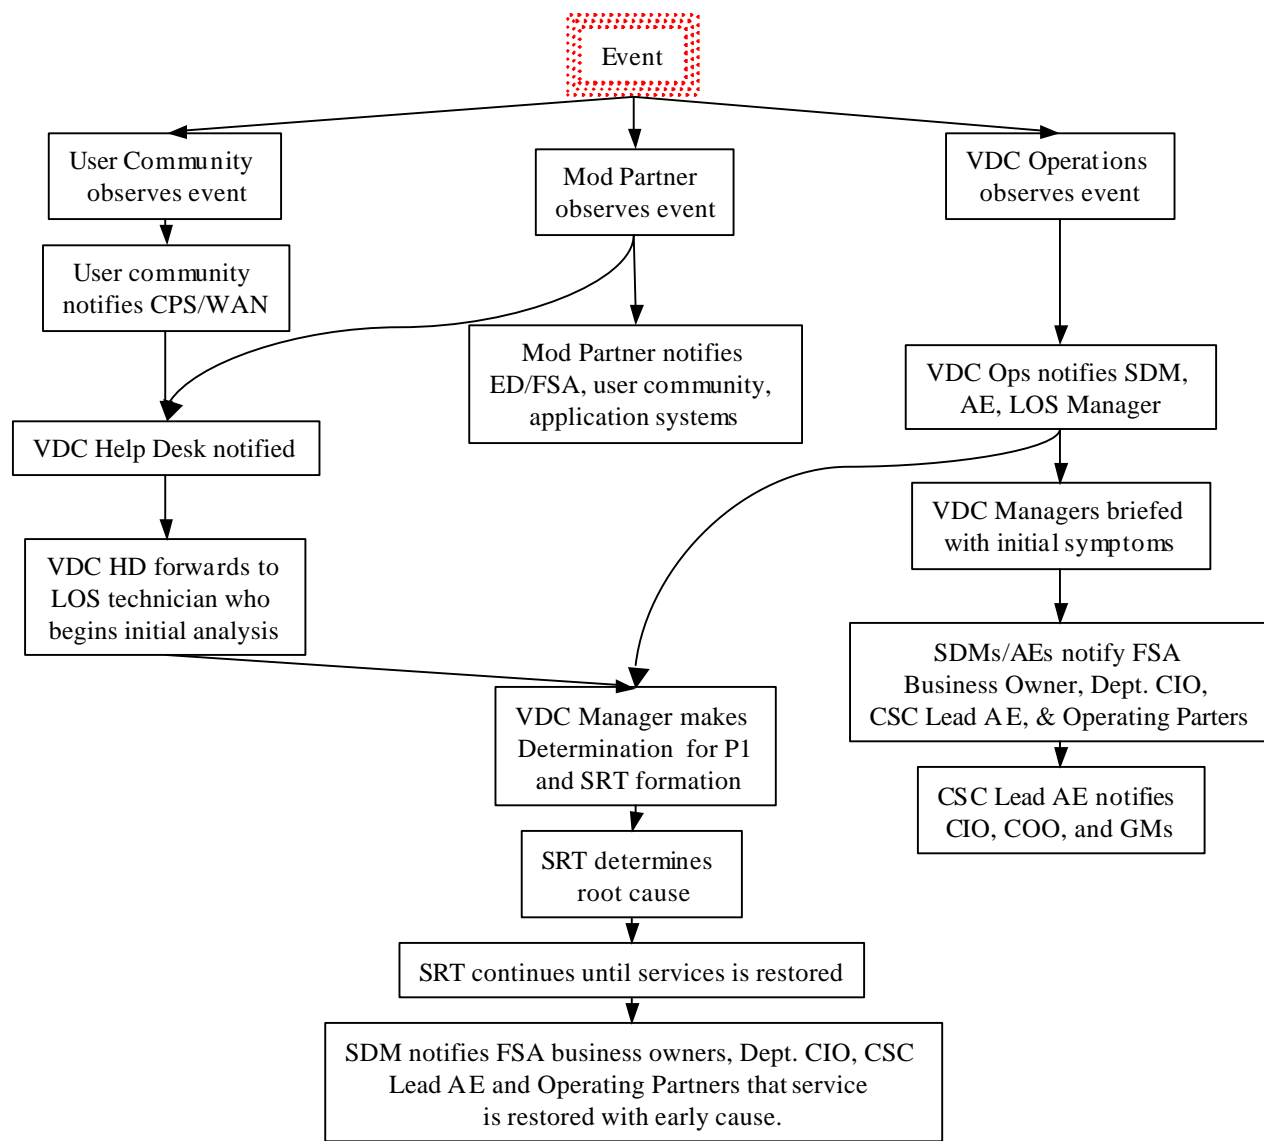 Event
User Community
observes event
Mod Partner
observes event
VDC Operations
observes event
User community
notifies CPS/WAN
Mod Partner notifies
ED/FSA, user community,
application systems
VDC Ops notifies SDM,
AE, LOS Manager
VDC Help Desk notified
VDC Managers briefed
with initial symptoms
VDC HD forwards to
LOS technician who
begins initial analysis
SDMs/AEs notify FSA
Business Owner, Dept. CIO,
CSC Lead AE, & Operating Parters
VDC Manager makes
Determination for P1
and SRT formation
CSC Lead AE notifies
CIO, COO, and GMs
SRT determines
root cause
SRT continues until services is restored
SDM notifies FSA business owners, Dept. CIO, CSC
Lead AE and Operating Partners that service
is restored with early cause.